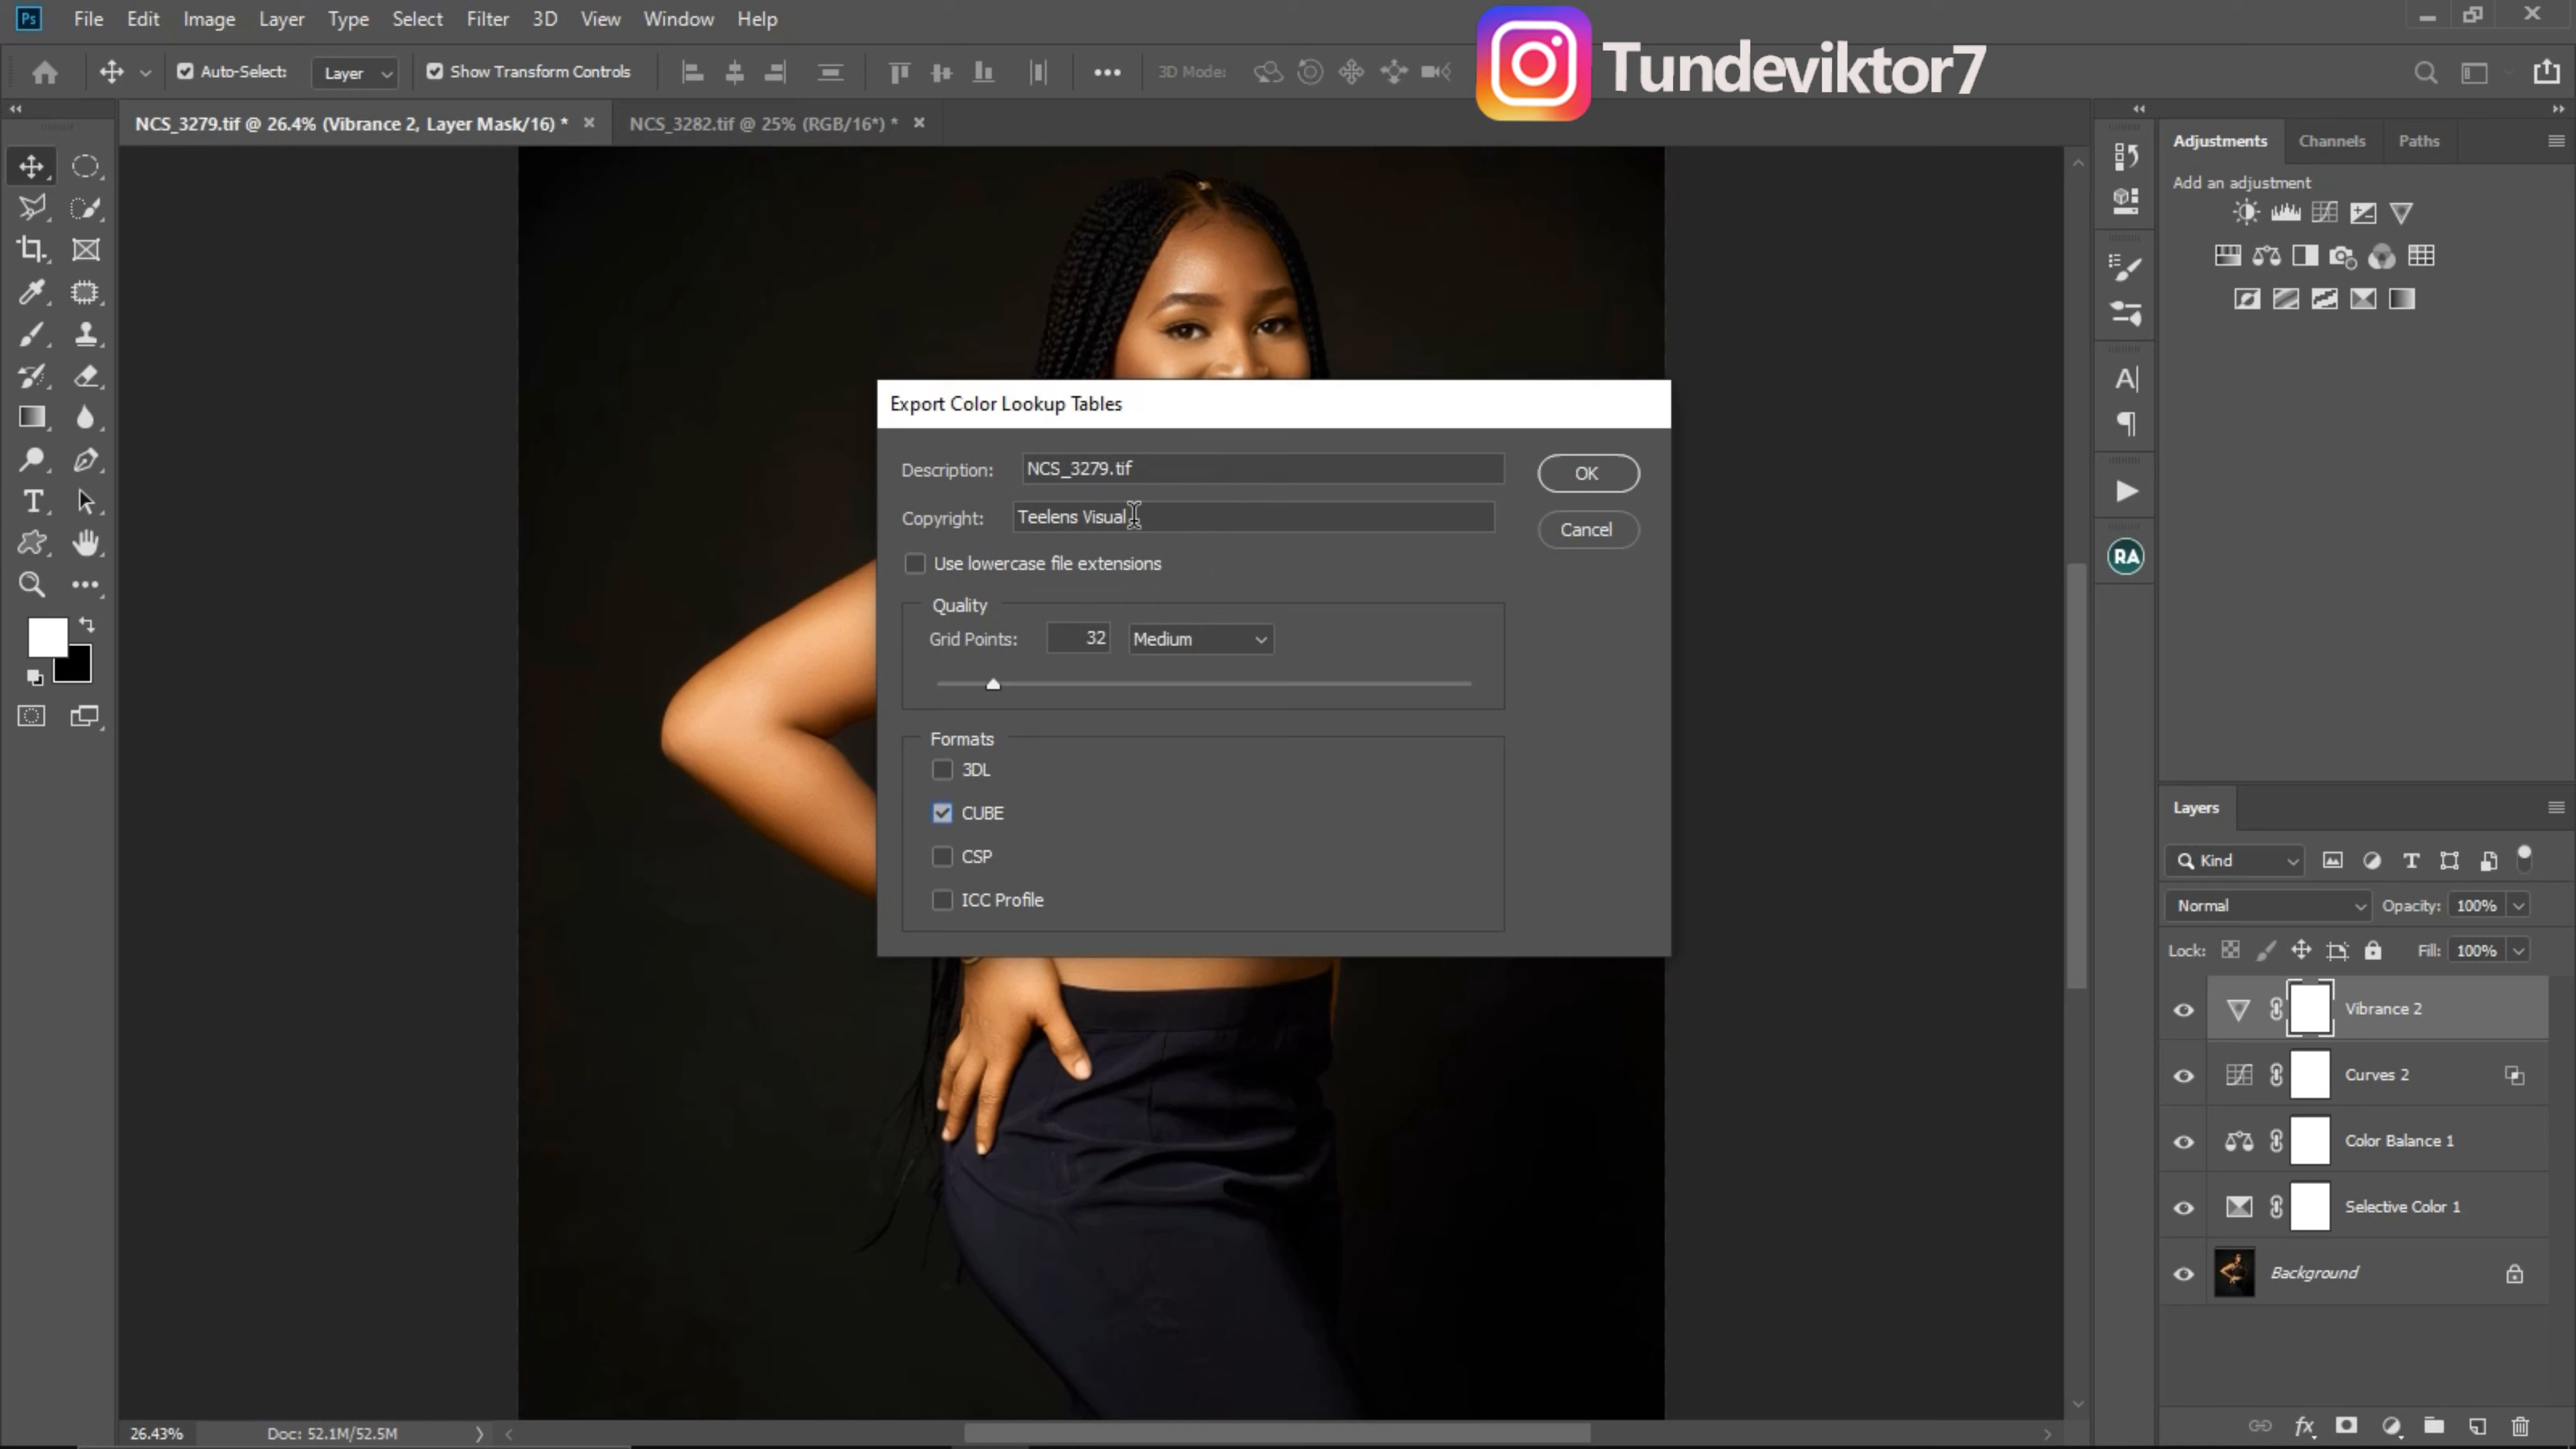 Ps File Edit Image Layer Type Select Filter 3D View Window Help
Tundeviktor7
Auto-Select: Layer Show Transform Controls 3D Mode:
NCS_3279.tif @ 26.4% (Vibrance 2, Layer Mask/16) * NCS_3282.tif @ 25% (RGB/16*) *
Adjustments Channels Paths
Add an adjustment
Export Color Lookup Tables
Description: NCS_3279.tif OK
Copyright: Teelens Visual Cancel
Use lowercase file extensions
Quality
Grid Points: 32 Medium
Formats
3DL
CUBE
CSP
ICC Profile
RA
Layers
Kind
Normal Opacity: 100%
Lock: Fill: 100%
Vibrance 2
Curves 2
Color Balance 1
Selective Color 1
Background
26.43% Doc: 52.1M/52.5M